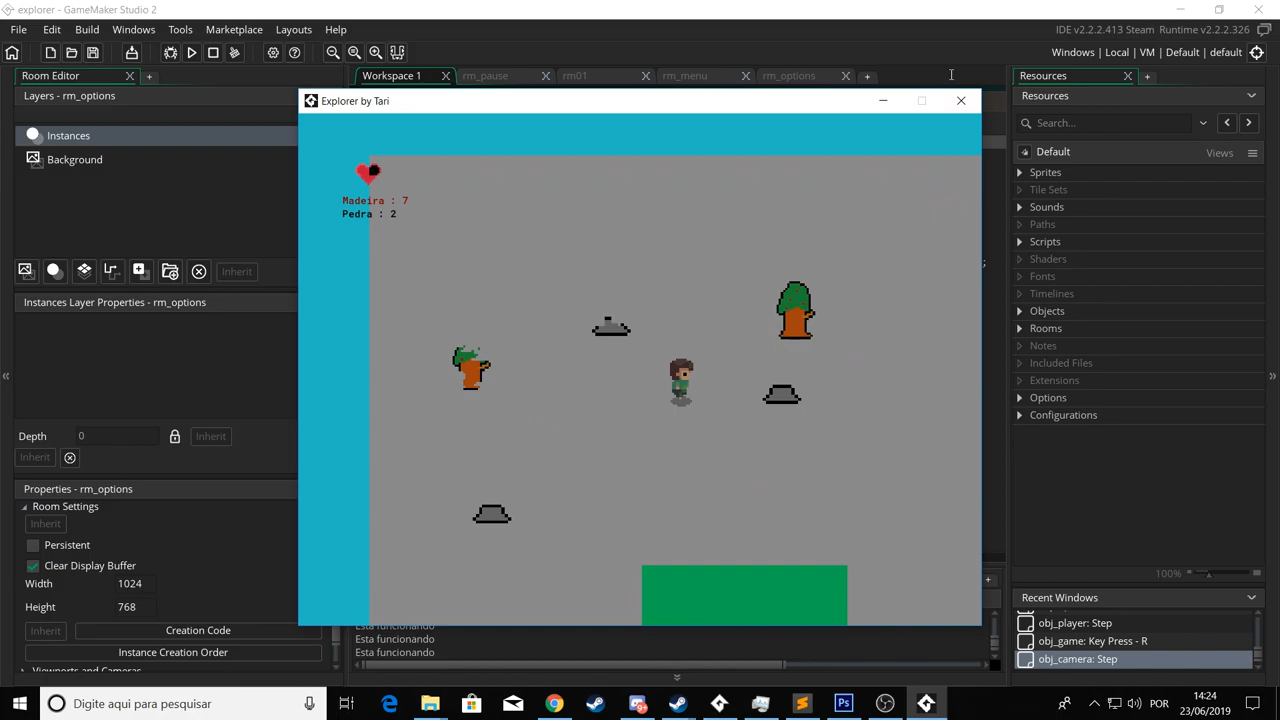 explorer - GameMaker Studio 2
File Edit Build Windows Tools Marketplace Layouts Help
IDE v2.2.2.413 Steam Runtime v2.2.2.326
Windows | Local | VM | Default | default
Room Editor
Workspace 1
rm_pause
rm01
rm_menu
rm_options
Resources
Layers - rm_options
Resources
Explorer by Tari
Search...
Instances
Background
Default
Views
Sprites
Tile Sets
Sounds
Paths
Scripts
Shaders
Fonts
Timelines
Objects
Rooms
Notes
Included Files
Extensions
Options
Configurations
Madeira : 7
Pedra : 2
Inherit
Instances Layer Properties - rm_options
;
Depth 0 Inherit
Inherit
Properties - rm_options
Room Settings
Inherit
Persistent
Clear Display Buffer
Width 1024
Height 768
Inherit Creation Code
Instance Creation Order
Viewports and Cameras
Esta funcionando
Esta funcionando
Esta funcionando
100%
Recent Windows
obj_player: Step
obj_game: Key Press - R
obj_camera: Step
Digite aqui para pesquisar
Ps
POR
14:24
23/06/2019